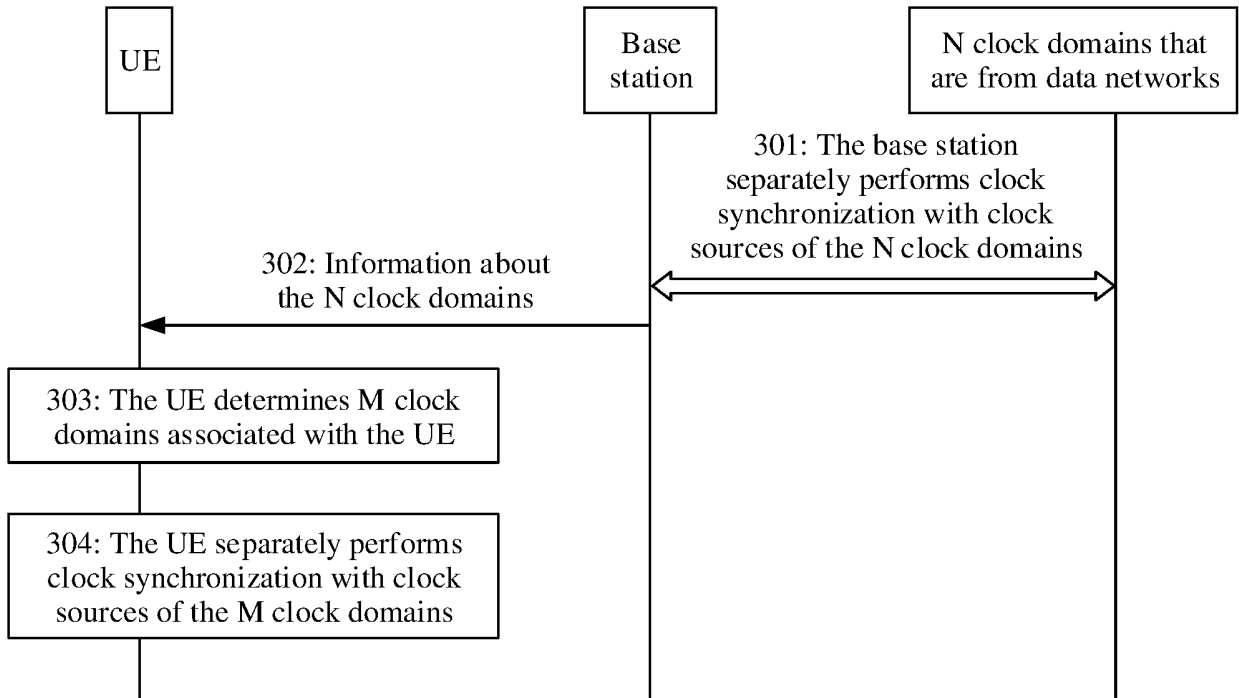 UE
Base
station
N clock domains that
are from data networks
301: The base station
separately performs clock
synchronization with clock
sources of the N clock domains
302: Information about
the N clock domains
303: The UE determines M clock
domains associated with the UE
304: The UE separately performs
clock synchronization with clock
sources of the M clock domains